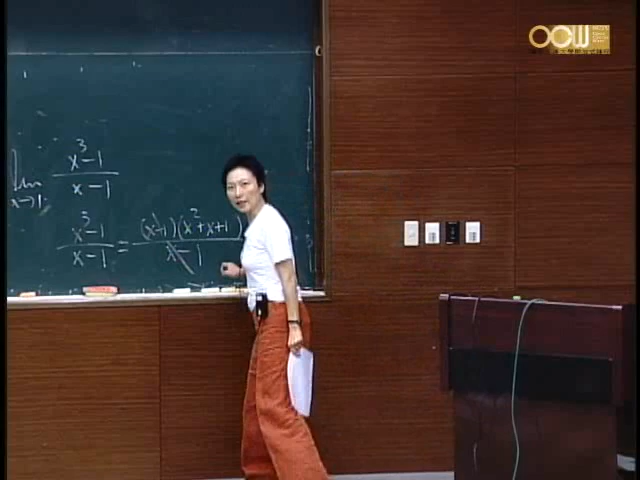 OCW
lim x→1 (x³-1)/(x-1)
(x³-1)/(x-1) = (x-1)(x²+x+1)/(x-1)